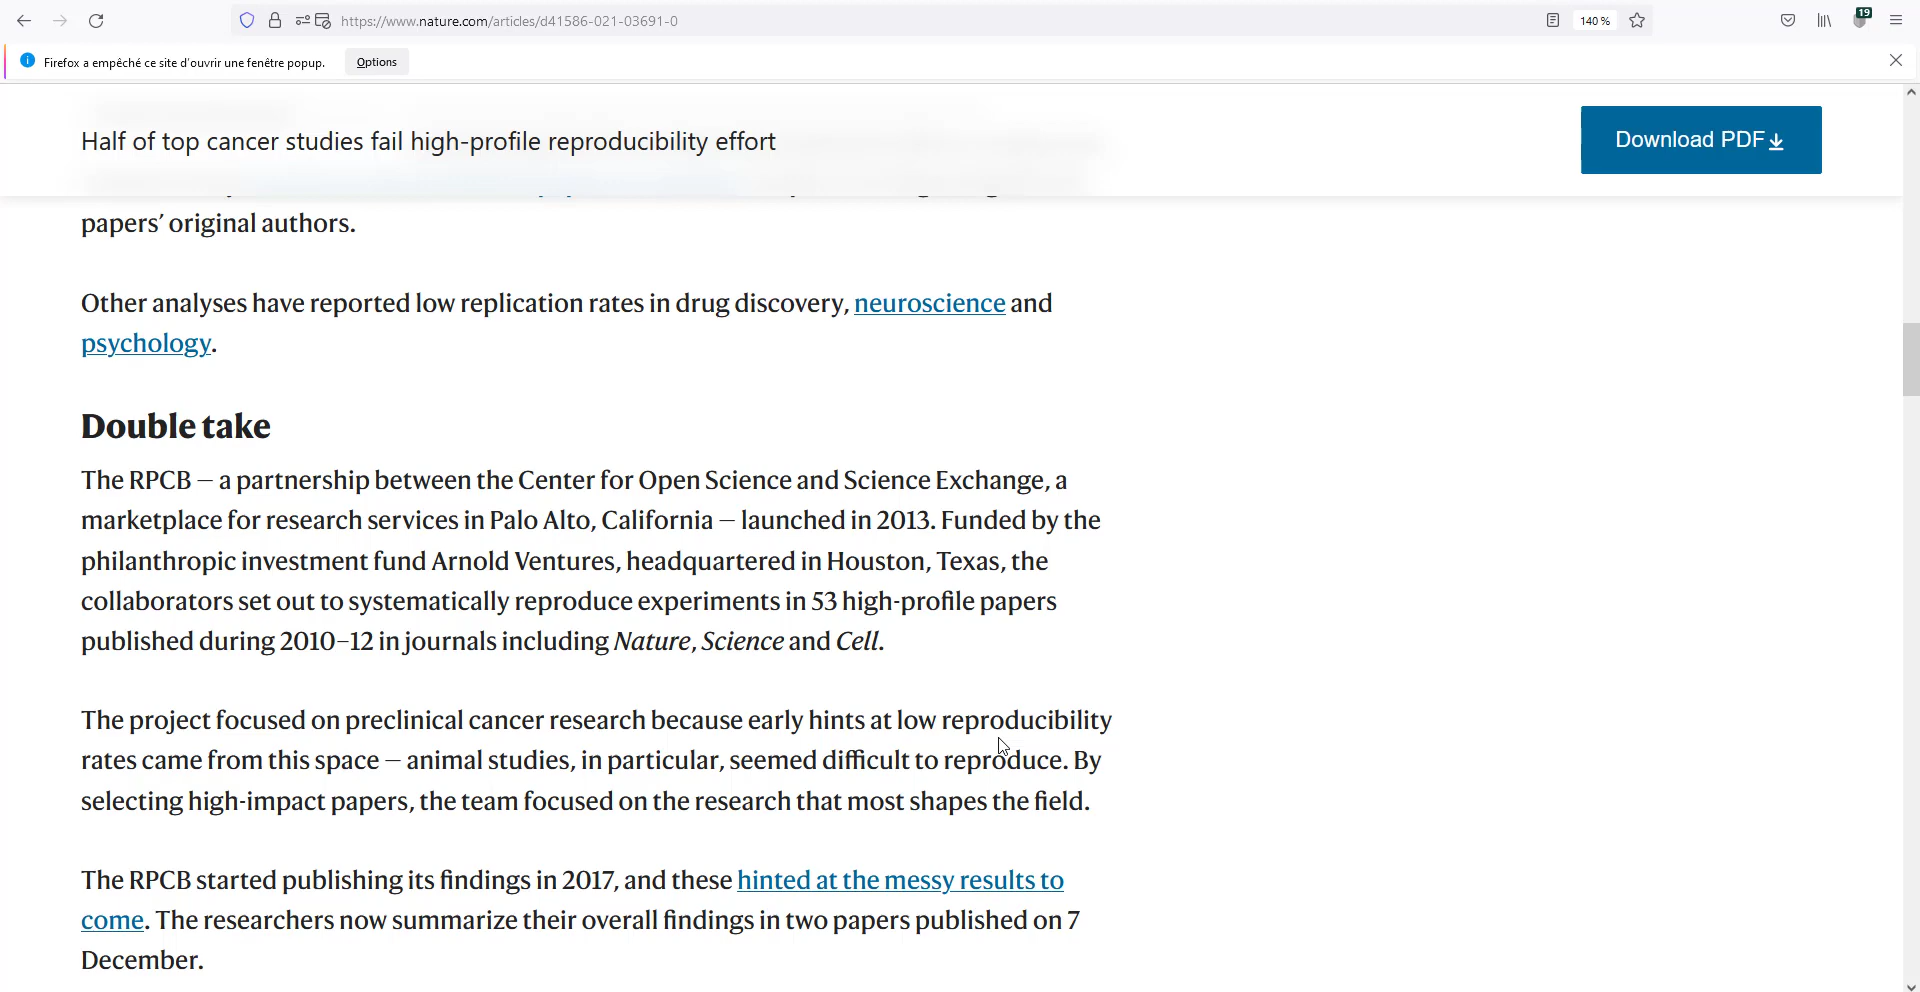 https://www.nature.com/articles/d41586-021-03691-0
140 %
19
Firefox a empêché ce site d'ouvrir une fenêtre popup.
Options
Half of top cancer studies fail high-profile reproducibility effort
Download PDF
papers’ original authors.
Other analyses have reported low replication rates in drug discovery, neuroscience and
psychology.
Double take
The RPCB — a partnership between the Center for Open Science and Science Exchange, a
marketplace for research services in Palo Alto, California — launched in 2013. Funded by the
philanthropic investment fund Arnold Ventures, headquartered in Houston, Texas, the
collaborators set out to systematically reproduce experiments in 53 high-profile papers
published during 2010–12 in journals including Nature, Science and Cell.
The project focused on preclinical cancer research because early hints at low reproducibility
rates came from this space — animal studies, in particular, seemed difficult to reproduce. By
selecting high-impact papers, the team focused on the research that most shapes the field.
The RPCB started publishing its findings in 2017, and these hinted at the messy results to
come. The researchers now summarize their overall findings in two papers published on 7
December.